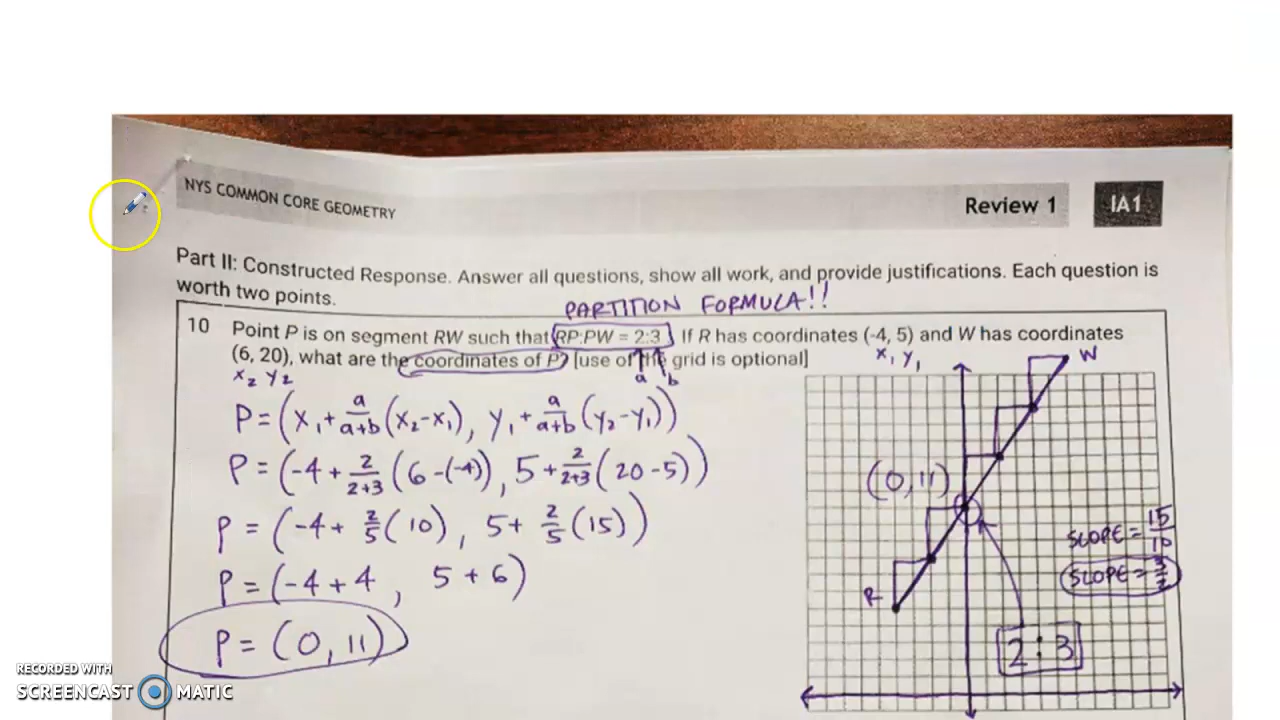 NYS COMMON CORE GEOMETRY
Review 1
IA1
Part II: Constructed Response. Answer all questions, show all work, and provide justifications. Each question is
worth two points.
PARTITION FORMULA!!
10 Point P is on segment RW such that RP:PW = 2:3. If R has coordinates (-4, 5) and W has coordinates
(6, 20), what are the coordinates of P? [use of the grid is optional]
x₁ y₁
x₂ y₂
a b
P = (x₁ + a/a+b (x₂-x₁), y₁ + a/a+b (y₂-y₁))
P = (-4 + 2/2+3 (6-(-4)), 5 + 2/2+3 (20-5))
P = (-4 + 2/5 (10), 5 + 2/5 (15))
P = (-4 + 4, 5 + 6)
P = (0, 11)
W
(0, 11)
R
SLOPE = 15/10
SLOPE = 3/2
2:3
RECORDED WITH
SCREENCAST MATIC